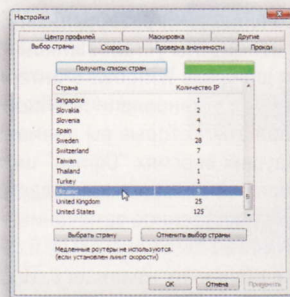 Настройки
Центр профилей Маскировка Другие
Выбор страны Скорость Проверка анонимности Прокси
Получить список стран
Страна Количество IP
Singapore 1
Slovakia 2
Slovenia 4
Spain 4
Sweden 28
Switzerland 7
Taiwan 1
Thailand 1
Turkey 1
Ukraine
United Kingdom 25
United States 125
Выбрать страну Отменить выбор страны
Медленные роутеры не используются.
(если установлен лимит скорости)
OK Отмена Применить